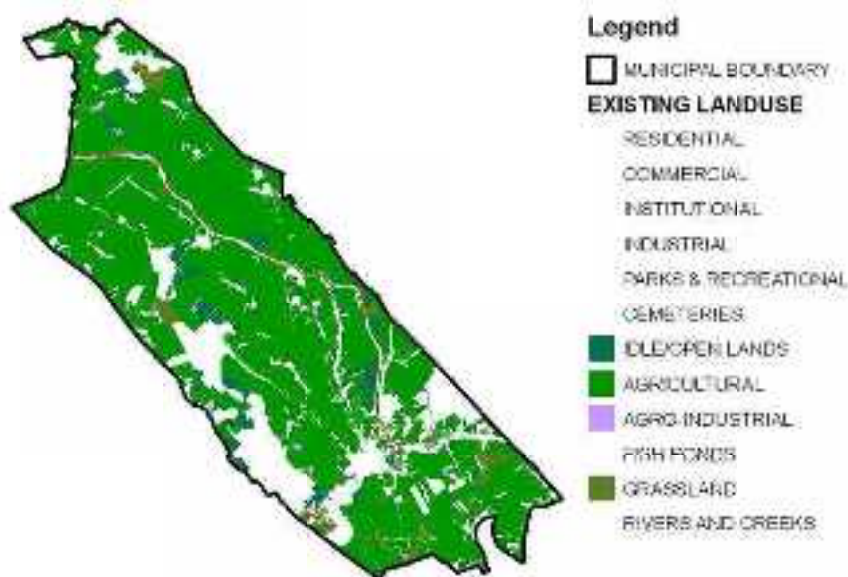 Legend
MUNICIPAL BOUNDARY
EXISTING LANDUSE
RESIDENTIAL
COMMERCIAL
INSTITUTIONAL
INDUSTRIAL
PARKS & RECREATIONAL
CEMETERIES
IDLE/OPEN LANDS
AGRICULTURAL
AGRO-INDUSTRIAL
FISH PONDS
GRASSLAND
RIVERS AND CREEKS